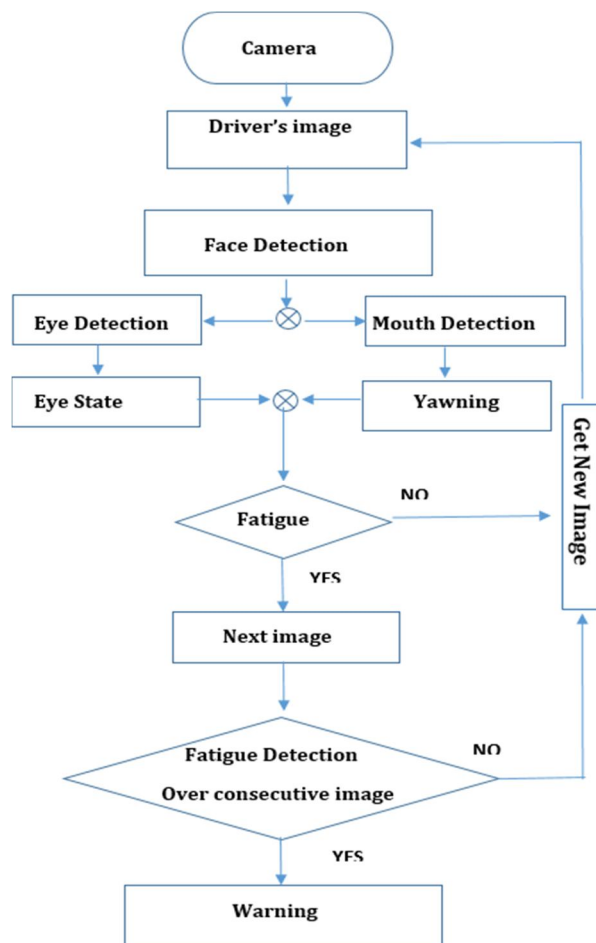 Camera
Driver's image
Face Detection
Eye Detection
Mouth Detection
Eye State
Yawning
Get New Image
Fatigue
NO
YES
Next image
Fatigue Detection
Over consecutive image
NO
YES
Warning